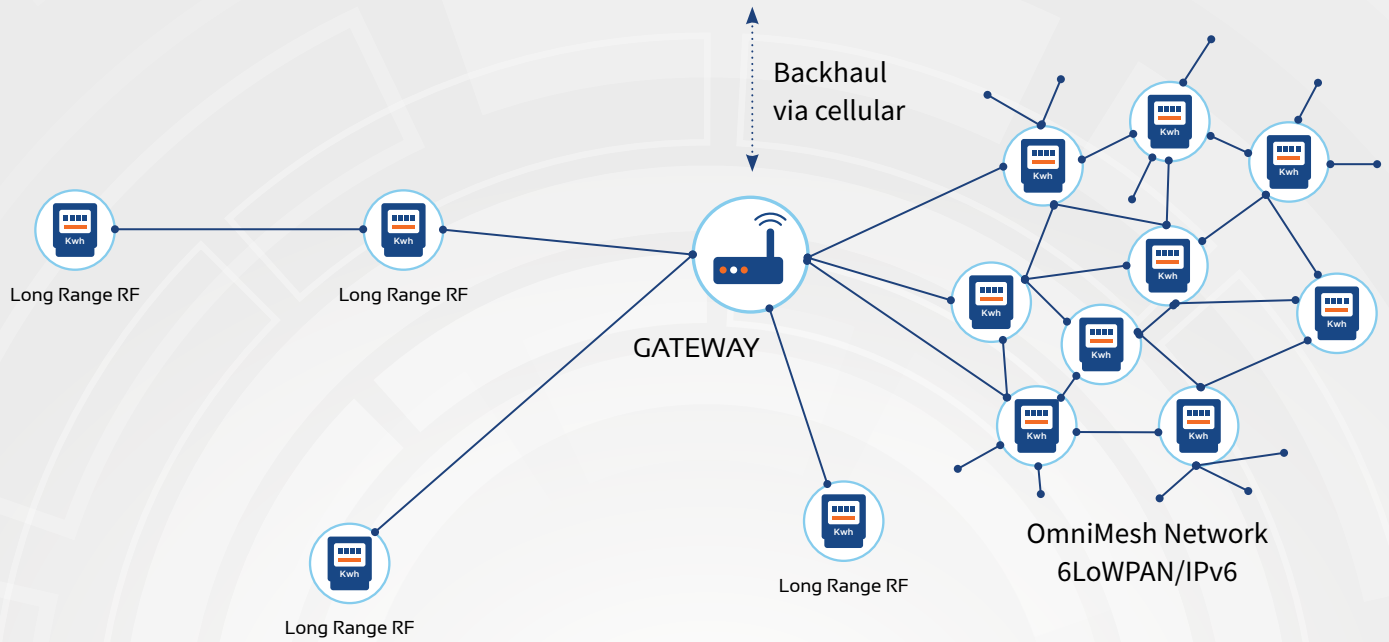 Backhaul
via cellular
Kwh
Kwh
Kwh
Kwh
Kwh
Long Range RF
Long Range RF
Kwh
Kwh
Kwh
Kwh
GATEWAY
Kwh
Kwh
Kwh
Kwh
Kwh
Long Range RF
Long Range RF
OmniMesh Network
6LoWPAN/IPv6